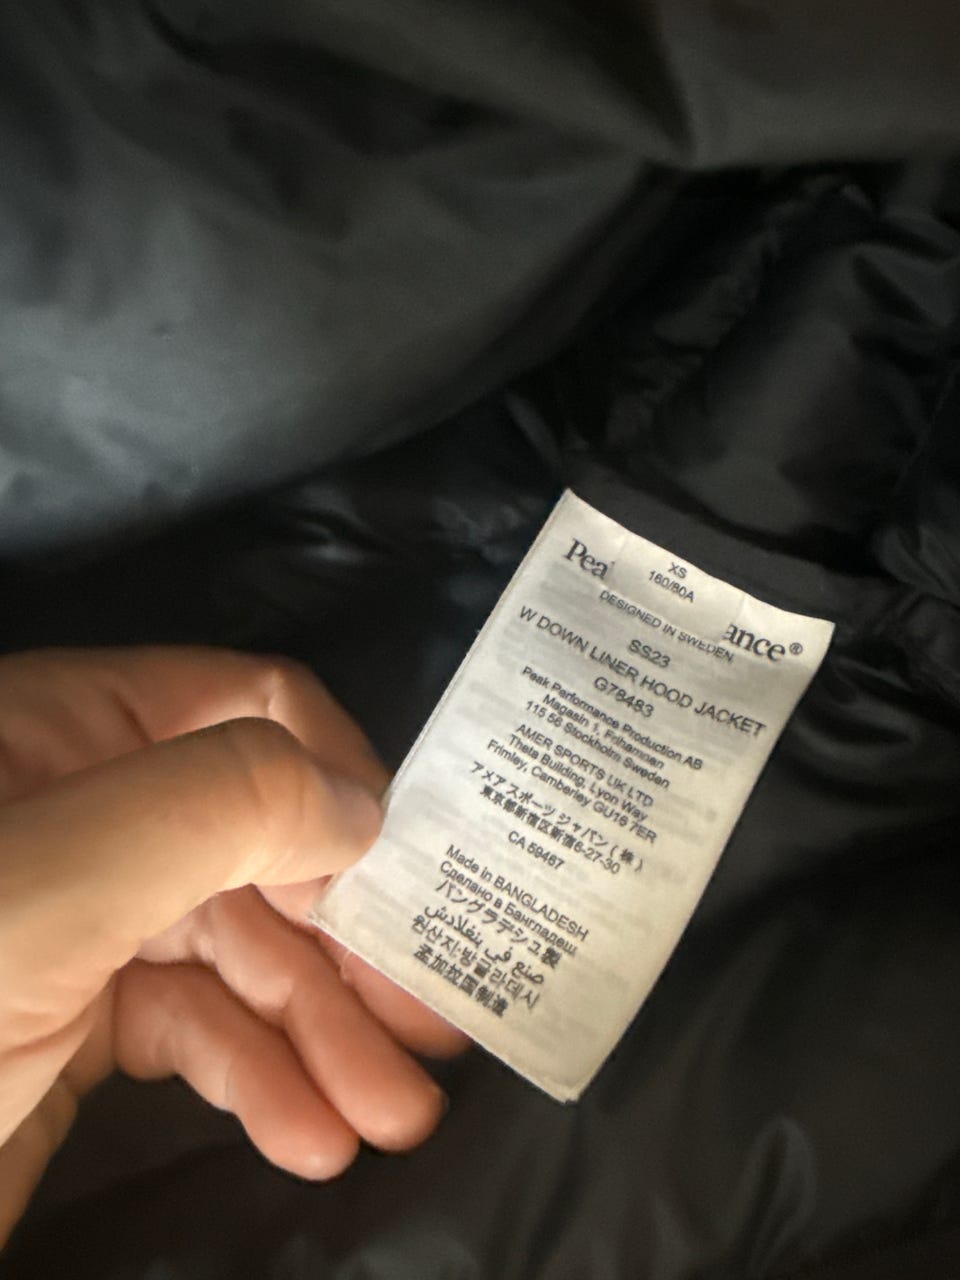 XS
160/80A
Pea ance®
DESIGNED IN SWEDEN
SS23
W DOWN LINER HOOD JACKET
G78483
Peak Performance Production AB
Magasin 1, Frihamnen
115 56 Stockholm Sweden
AMER SPORTS UK LTD
Theta Building, Lyon Way
Frimley, Camberley GU16 7ER
アメア スポーツ ジャパン ( 株 )
東京都新宿区新宿6-27-30
CA 59467
Made in BANGLADESH
Сделано в Бангладеш
バングラデシュ製
صنع في بنغلادش
원산지:방글라데시
孟加拉国制造